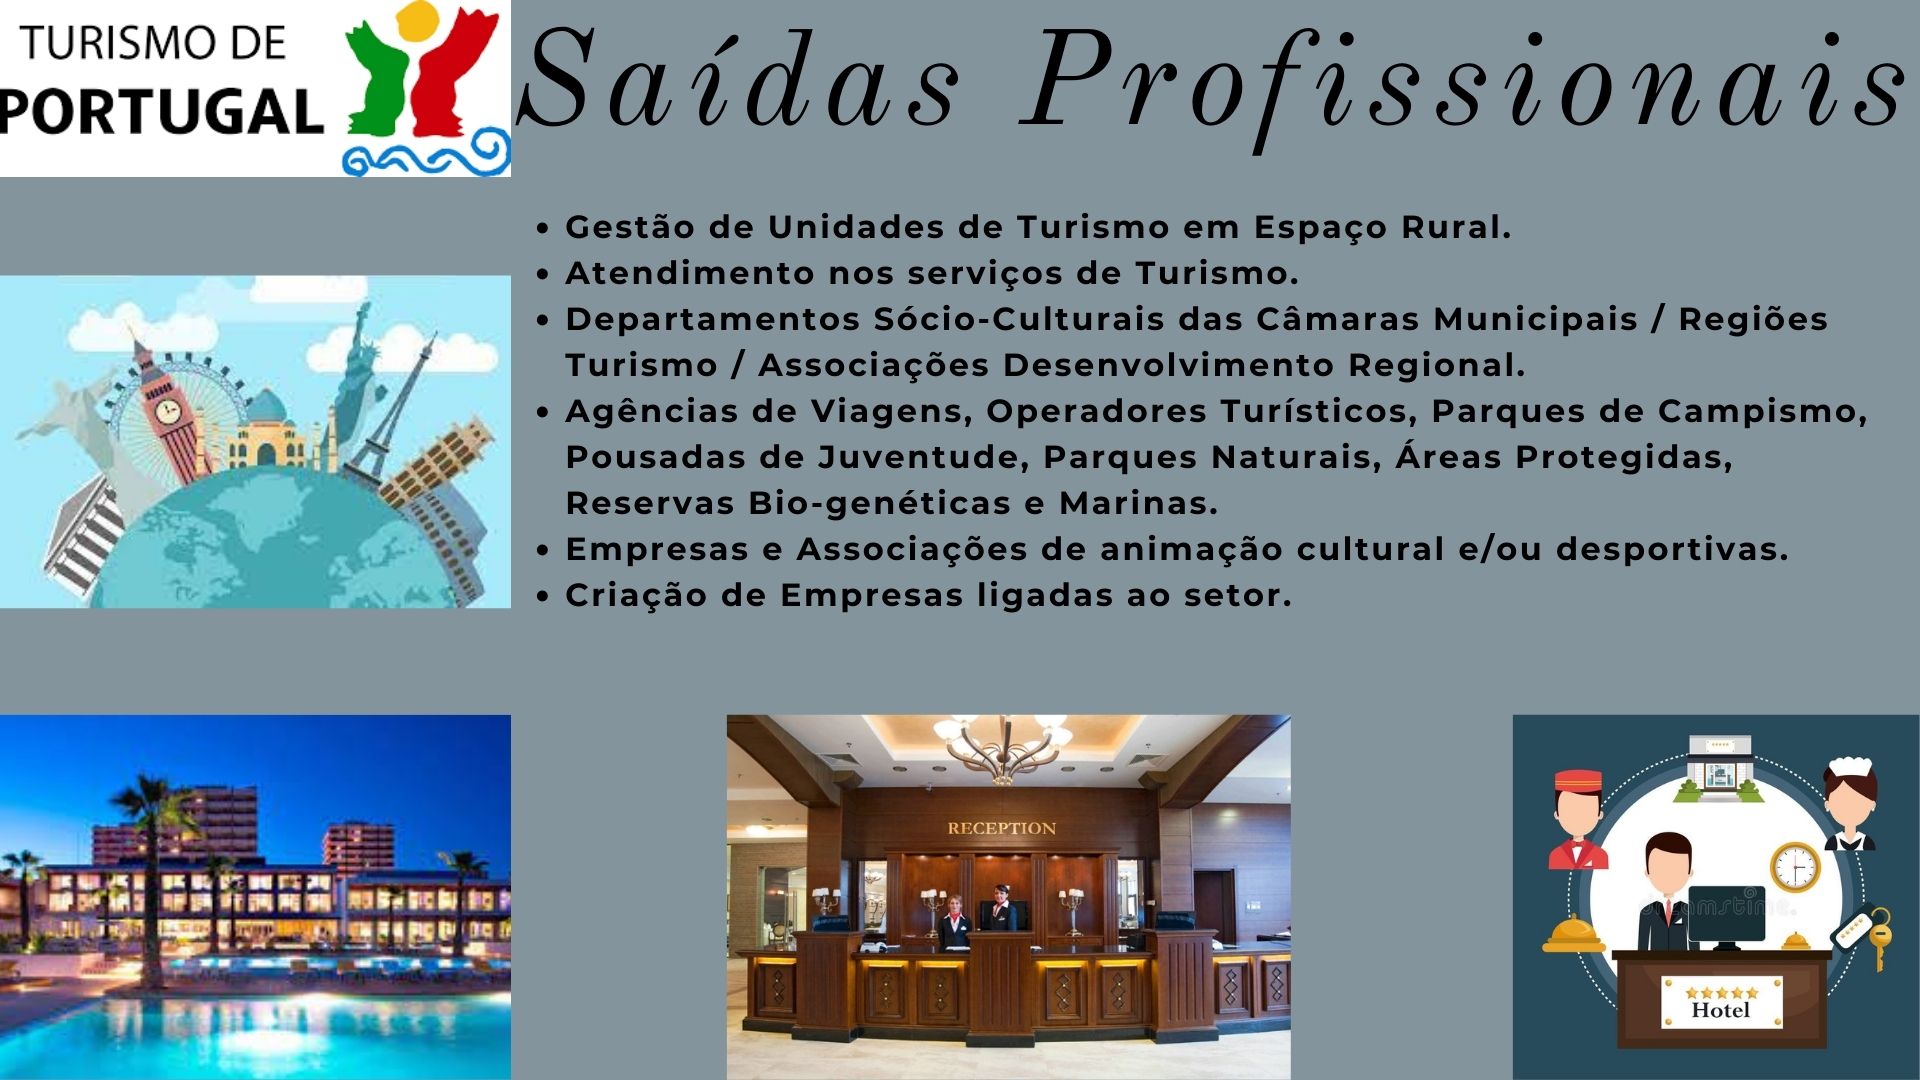 TURISMO DE
PORTUGAL
Saídas Profissionais
• Gestão de Unidades de Turismo em Espaço Rural.
• Atendimento nos serviços de Turismo.
• Departamentos Sócio-Culturais das Câmaras Municipais / Regiões
Turismo / Associações Desenvolvimento Regional.
• Agências de Viagens, Operadores Turísticos, Parques de Campismo,
Pousadas de Juventude, Parques Naturais, Áreas Protegidas,
Reservas Bio-genéticas e Marinas.
• Empresas e Associações de animação cultural e/ou desportivas.
• Criação de Empresas ligadas ao setor.
RECEPTION
dreamstime.
Hotel